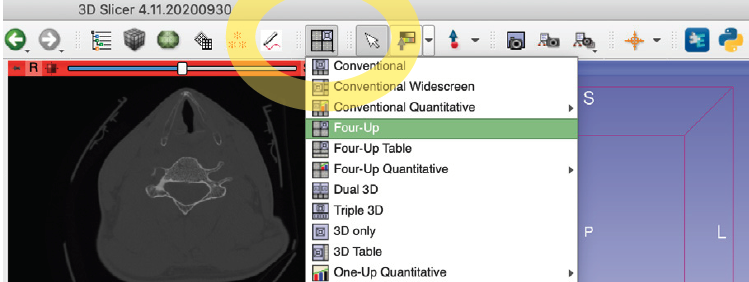 3D Slicer 4.11.20200930
R
S
Conventional
Conventional Widescreen
Conventional Quantitative
Four-Up
Four-Up Table
Four-Up Quantitative
Dual 3D
Triple 3D
3D only
3D Table
One-Up Quantitative
S
P
L